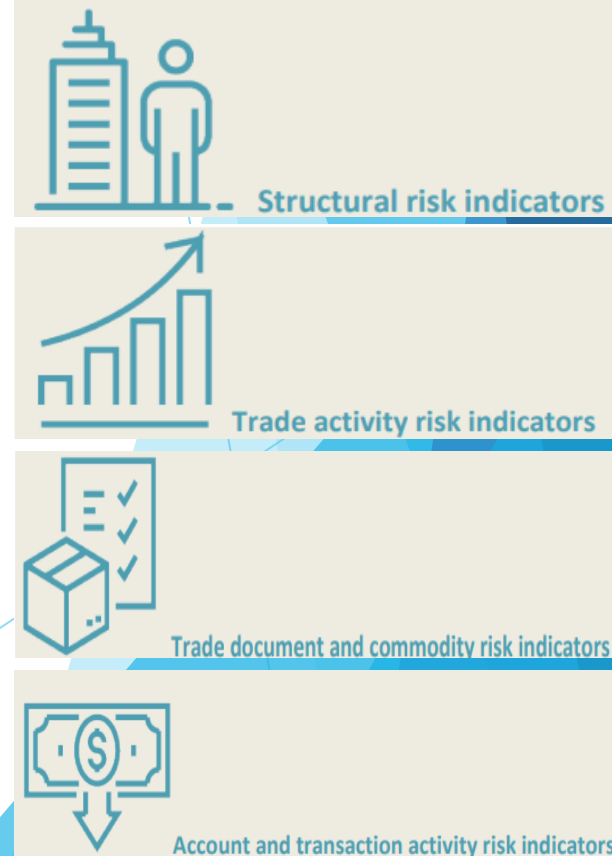 Structural risk indicators
Trade activity risk indicators
Trade document and commodity risk indicators
$
Account and transaction activity risk indicators